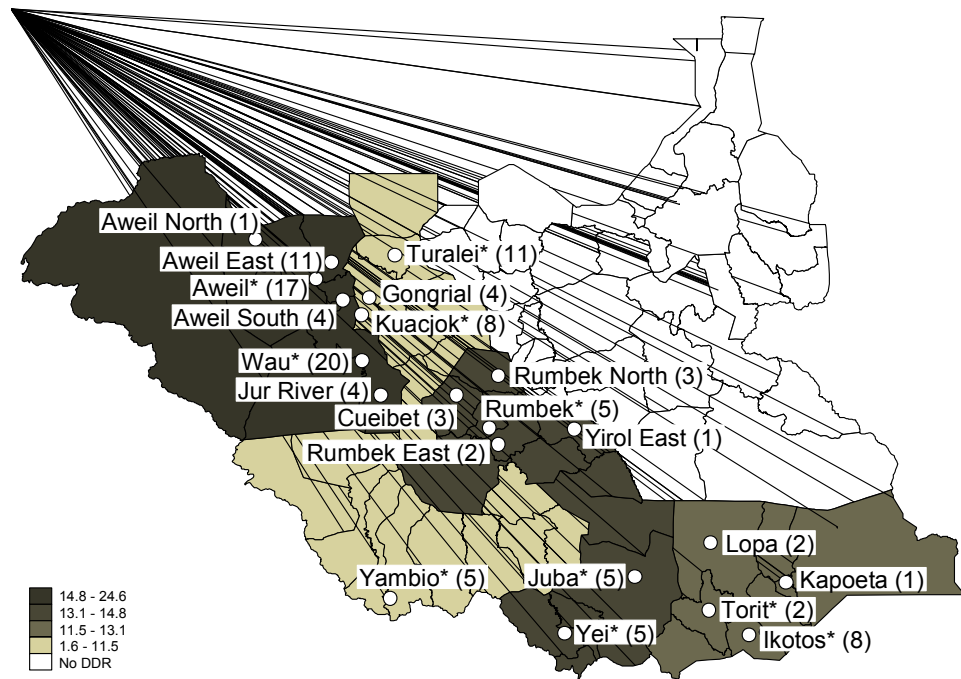 Aweil North (1)
Aweil East (11)
Turalei* (11)
Aweil* (17)
Gongrial (4)
Aweil South (4)
Kuacjok* (8)
Wau* (20)
Rumbek North (3)
Jur River (4)
Cueibet (3)
Rumbek* (5)
Yirol East (1)
Rumbek East (2)
Lopa (2)
Yambio* (5)
Juba* (5)
Kapoeta (1)
Torit* (2)
Yei* (5)
Ikotos* (8)
14.8 - 24.6
13.1 - 14.8
11.5 - 13.1
1.6 - 11.5
No DDR